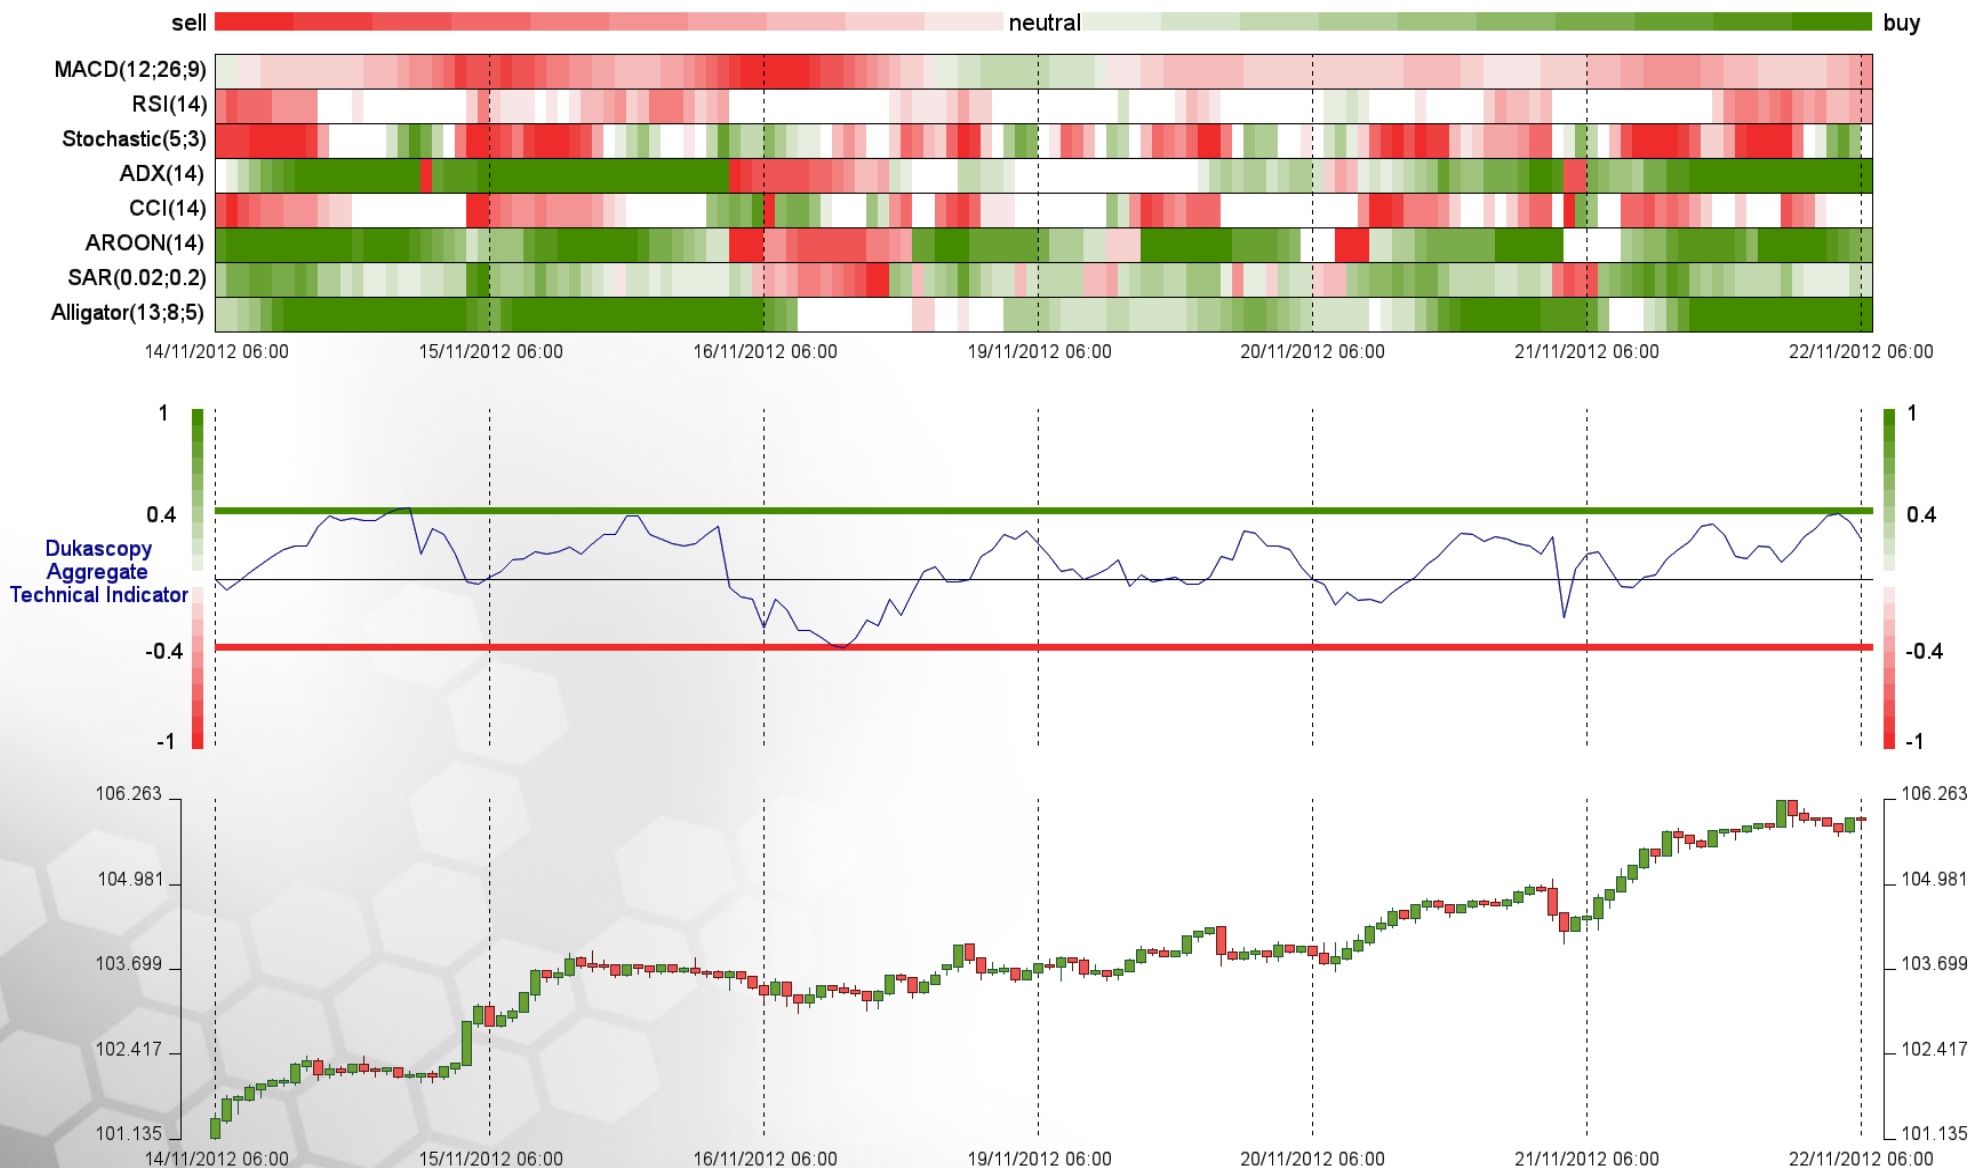 sell neutral buy
MACD(12;26;9)
RSI(14)
Stochastic(5;3)
ADX(14)
CCI(14)
AROON(14)
SAR(0.02;0.2)
Alligator(13;8;5)
14/11/2012 06:00 15/11/2012 06:00 16/11/2012 06:00 19/11/2012 06:00 20/11/2012 06:00 21/11/2012 06:00 22/11/2012 06:00
1 1
0.4 0.4
Dukascopy
Aggregate
Technical Indicator
-0.4 -0.4
-1 -1
106.263 106.263
104.981 104.981
103.699 103.699
102.417 102.417
101.135 101.135
14/11/2012 06:00 15/11/2012 06:00 16/11/2012 06:00 19/11/2012 06:00 20/11/2012 06:00 21/11/2012 06:00 22/11/2012 06:00